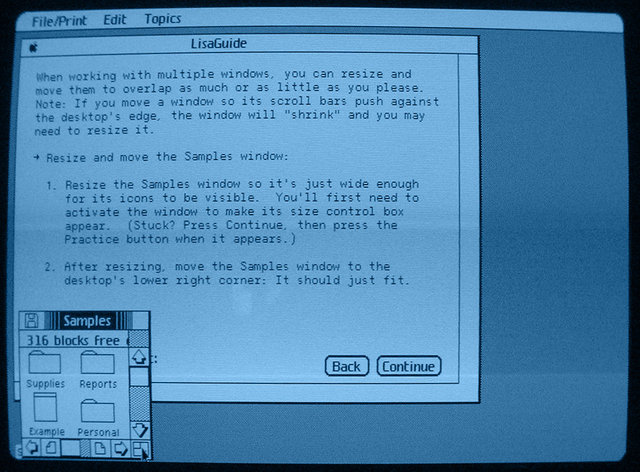 File/Print Edit Topics
LisaGuide
When working with multiple windows, you can resize and
move them to overlap as much or as little as you please.
Note: If you move a window so its scroll bars push against
the desktop's edge, the window will "shrink" and you may
need to resize it.
→ Resize and move the Samples window:
1. Resize the Samples window so it's just wide enough
for its icons to be visible. You'll first need to
activate the window to make its size control box
appear. (Stuck? Press Continue, then press the
Practice button when it appears.)
2. After resizing, move the Samples window to the
desktop's lower right corner: It should just fit.
Samples
316 blocks free
Back Continue
Supplies Reports
Example Personal